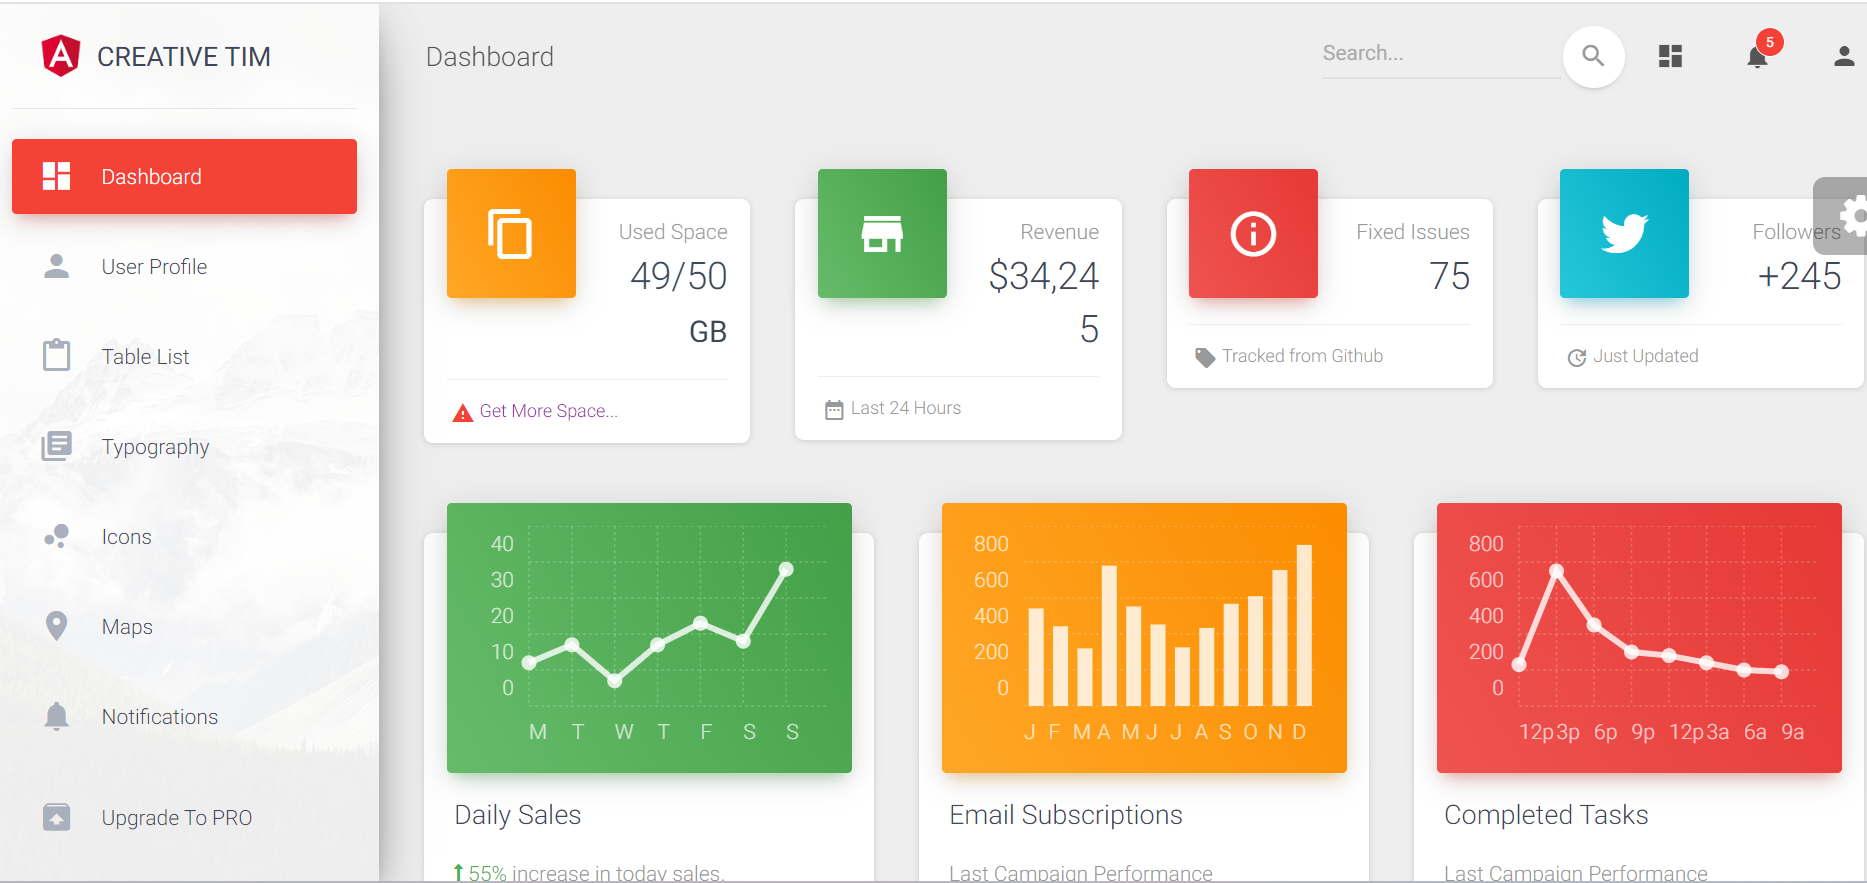 CREATIVE TIM
Dashboard
User Profile
Table List
Typography
Icons
Maps
Notifications
Upgrade To PRO
Dashboard
Search...
5
Used Space
49/50
GB
Get More Space...
Revenue
$34,24
5
Last 24 Hours
Fixed Issues
75
Tracked from Github
Followers
+245
Just Updated
40
30
20
10
0
M T W T F S S
Daily Sales
55% increase in today sales.
800
600
400
200
0
J F M A M J J A S O N D
Email Subscriptions
Last Campaign Performance
800
600
400
200
0
12p 3p 6p 9p 12p 3a 6a 9a
Completed Tasks
Last Campaign Performance